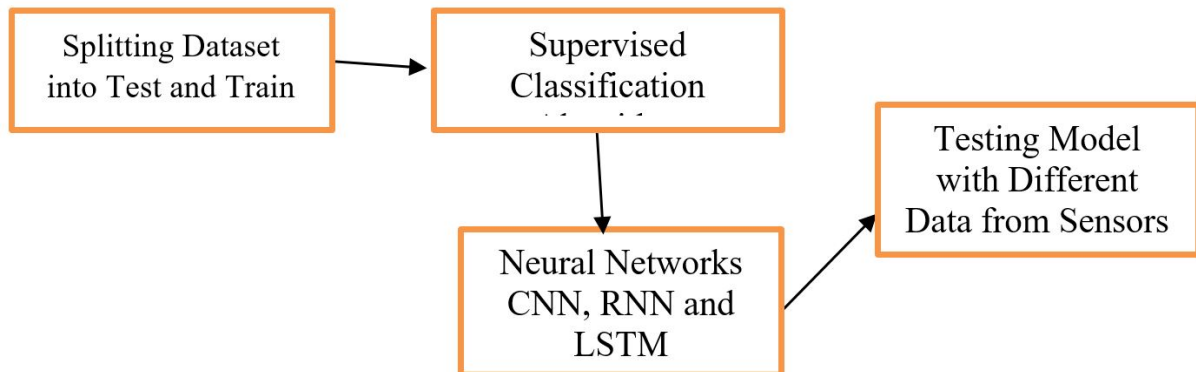 Splitting Dataset
into Test and Train
Supervised
Classification
Neural Networks
CNN, RNN and
LSTM
Testing Model
with Different
Data from Sensors